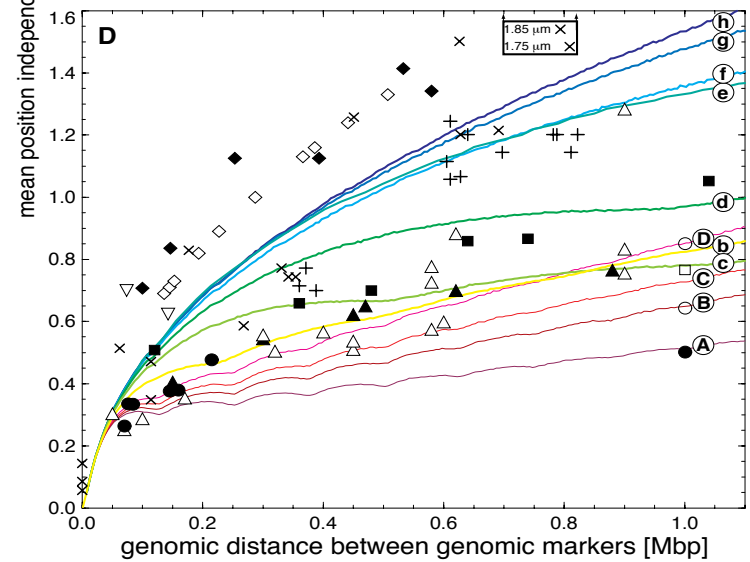 mean position independ
D
1.6
1.4
1.2
1.0
0.8
0.6
0.4
0.2
0.0
1.85 µm
1.75 µm
h
g
f
e
d
D
b
c
C
B
A
0.0 0.2 0.4 0.6 0.8 1.0
genomic distance between genomic markers [Mbp]